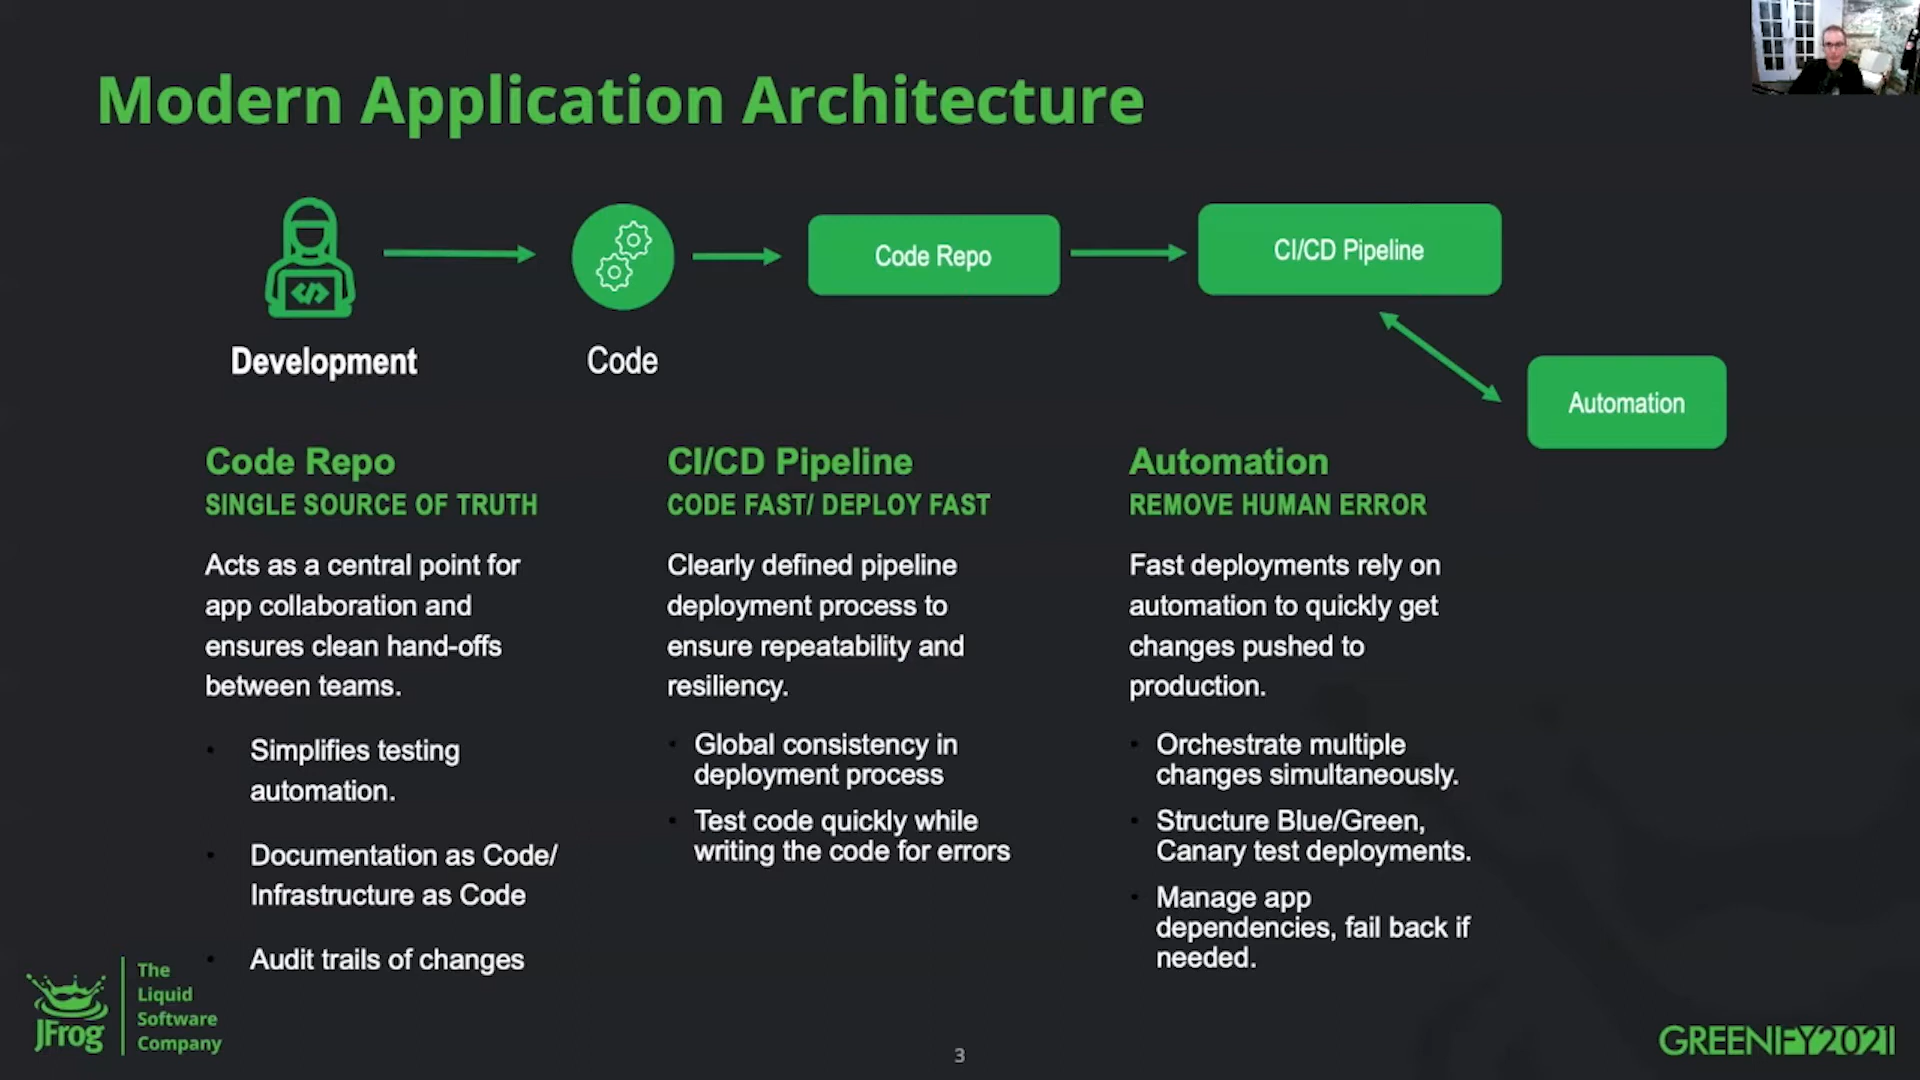 Modern Application Architecture
Development
Code
Code Repo
CI/CD Pipeline
Automation
Code Repo
SINGLE SOURCE OF TRUTH
Acts as a central point for
app collaboration and
ensures clean hand-offs
between teams.
Simplifies testing
automation.
Documentation as Code/
Infrastructure as Code
Audit trails of changes
CI/CD Pipeline
CODE FAST/ DEPLOY FAST
Clearly defined pipeline
deployment process to
ensure repeatability and
resiliency.
Global consistency in
deployment process
Test code quickly while
writing the code for errors
Automation
REMOVE HUMAN ERROR
Fast deployments rely on
automation to quickly get
changes pushed to
production.
Orchestrate multiple
changes simultaneously.
Structure Blue/Green,
Canary test deployments.
Manage app
dependencies, fail back if
needed.
JFrog
The
Liquid
Software
Company
3
GREENIFY2021